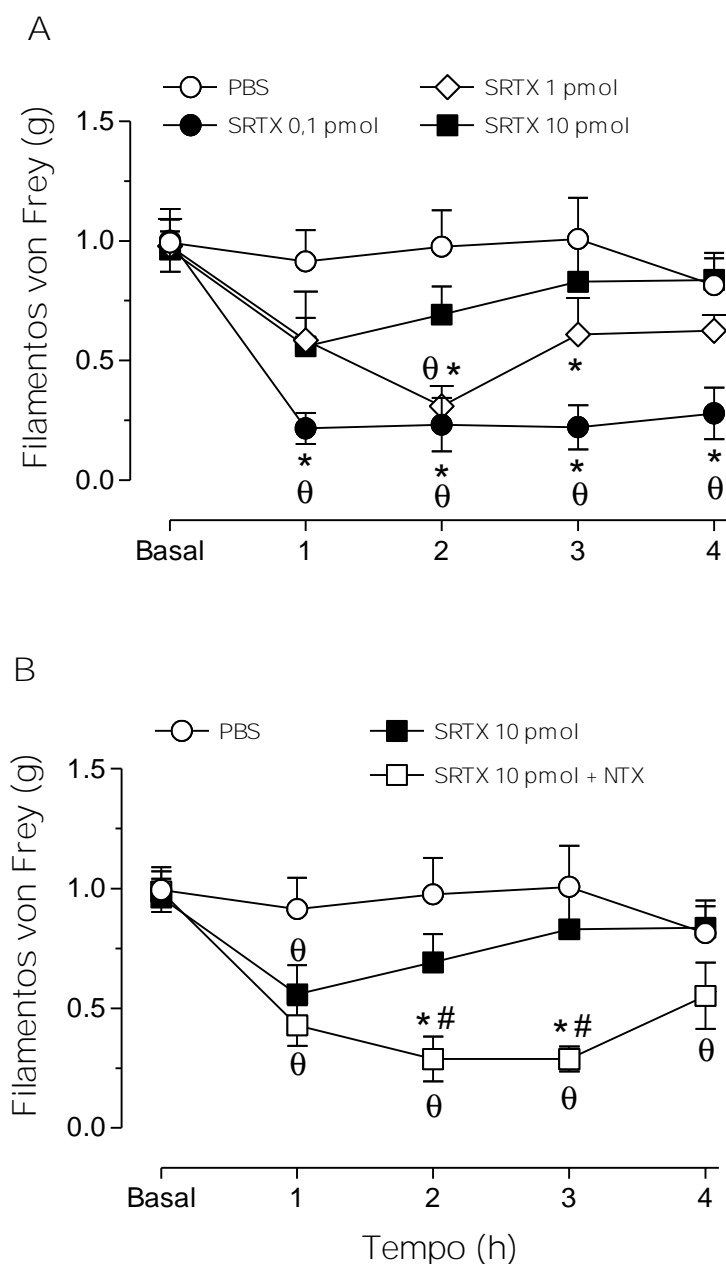 A
PBS
SRTX 1 pmol
SRTX 0,1 pmol
SRTX 10 pmol
Filamentos von Frey (g)
1.5
1.0
0.5
0.0
θ *
*
* * * *
θ θ θ θ
Basal 1 2 3 4
B
PBS
SRTX 10 pmol
SRTX 10 pmol + NTX
Filamentos von Frey (g)
1.5
1.0
0.5
0.0
θ
* # * #
θ θ θ θ
Basal 1 2 3 4
Tempo (h)